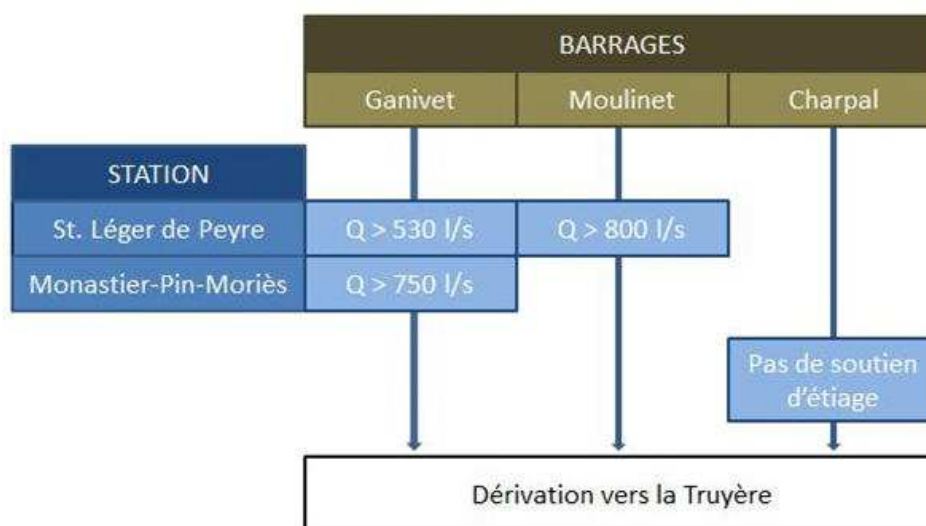 BARRAGES
Ganivet Moulinet Charpal
STATION
St. Léger de Peyre Q > 530 l/s Q > 800 l/s
Monastier-Pin-Moriès Q > 750 l/s
Pas de soutien
d'étiage
Dérivation vers la Truyère